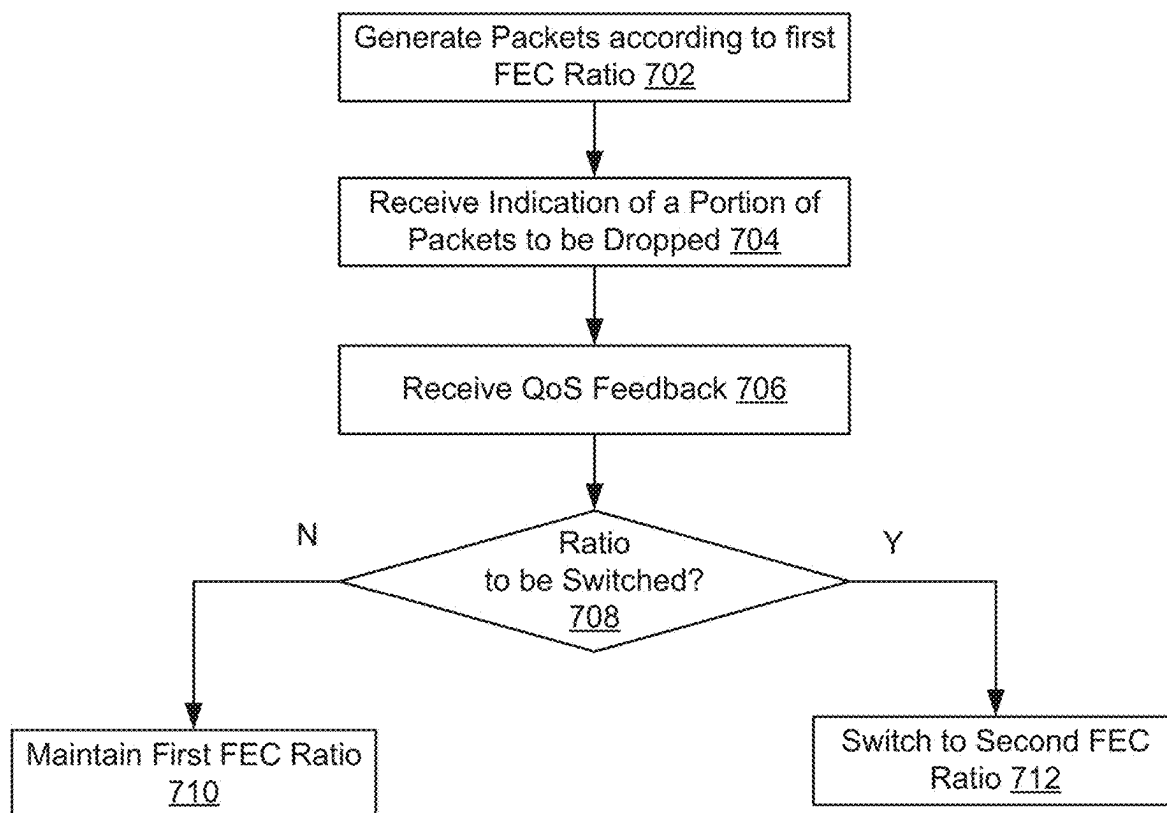 Generate Packets according to first
FEC Ratio 702
Receive Indication of a Portion of
Packets to be Dropped 704
Receive QoS Feedback 706
N
Y
Ratio
to be Switched?
708
Maintain First FEC Ratio
710
Switch to Second FEC
Ratio 712